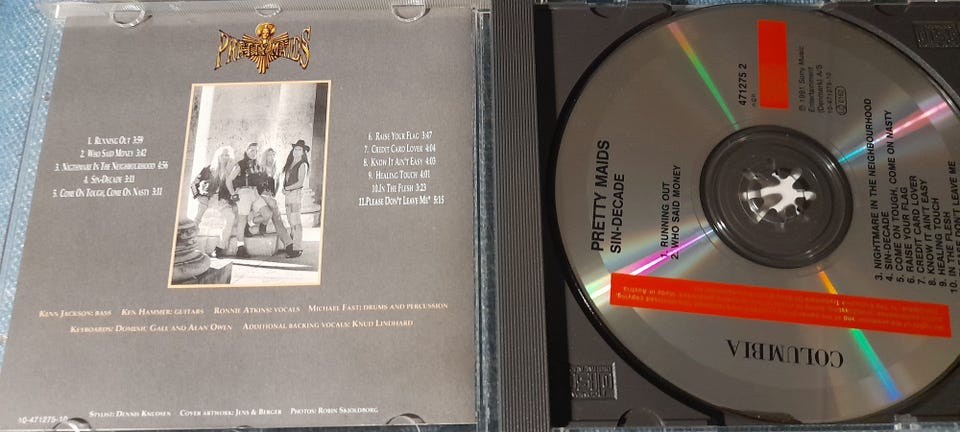 PRETTY MAIDS
1. RUNNING OUT 3:59
2. WHO SAID MONEY 3:42
3. NIGTHMARE IN THE NEIGHBOURHOOD 4:56
4. SIN-DECADE 3:11
5. COME ON TOUGH, COME ON NASTY 3:11
6. RAISE YOUR FLAG 3:47
7. CREDIT CARD LOVER 4:04
8. KNOW IT AIN'T EASY 4:03
9. HEALING TOUCH 4:01
10. IN THE FLESH 3:23
11. PLEASE DON'T LEAVE ME* 5:15
KENN JACKSON: BASS KEN HAMMER: GUITARS RONNIE ATKINS: VOCALS MICHAEL FAST: DRUMS AND PERCUSSION
KEYBOARDS: DOMINIC GALE AND ALAN OWEN ADDITIONAL BACKING VOCALS: KNUD LINDHARD
10-471275-10
STYLIST: DENNIS KNUDSEN COVER ARTWORK: JENS & BERGER PHOTOS: ROBIN SKJOLDBORG
471275 2
℗ 1991 Sony Music
Entertainment
(Denmark) A/S
10-471275-10
PRETTY MAIDS
SIN-DECADE
1. RUNNING OUT
2. WHO SAID MONEY
3. NIGHTMARE IN THE NEIGHBOURHOOD
4. SIN-DECADE
5. COME ON TOUGH, COME ON NASTY
6. RAISE YOUR FLAG
7. CREDIT CARD LOVER
8. KNOW IT AIN'T EASY
9. HEALING TOUCH
10. IN THE FLESH
LEAVE ME
COLUMBIA